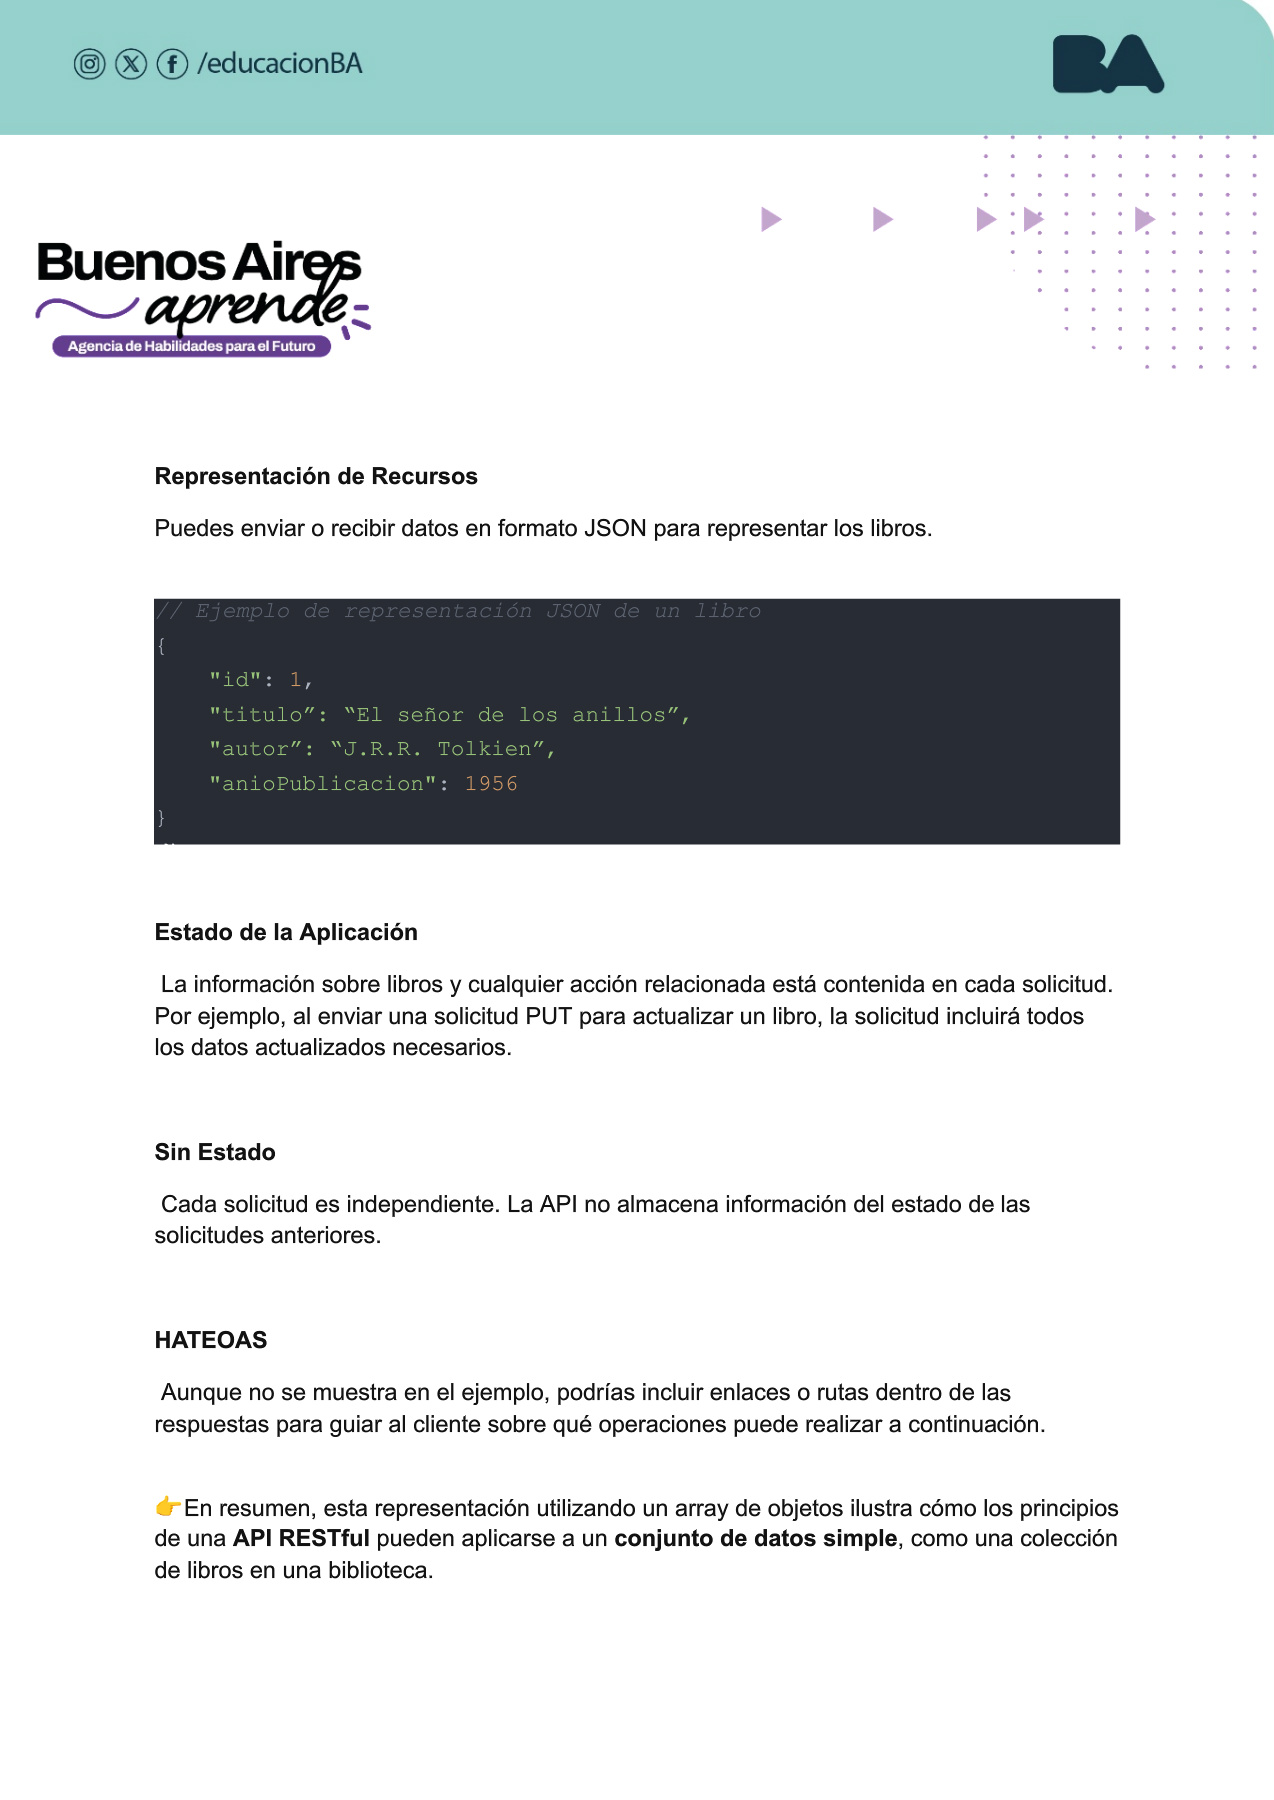 /educacionBA
BA
Buenos Aires
aprende
Agencia de Habilidades para el Futuro
Representación de Recursos
Puedes enviar o recibir datos en formato JSON para representar los libros.
// Ejemplo de representación JSON de un libro
{
"id": 1,
"titulo”: “El señor de los anillos”,
"autor”: “J.R.R. Tolkien”,
"anioPublicacion": 1956
}
Estado de la Aplicación
La información sobre libros y cualquier acción relacionada está contenida en cada solicitud.
Por ejemplo, al enviar una solicitud PUT para actualizar un libro, la solicitud incluirá todos
los datos actualizados necesarios.
Sin Estado
Cada solicitud es independiente. La API no almacena información del estado de las
solicitudes anteriores.
HATEOAS
Aunque no se muestra en el ejemplo, podrías incluir enlaces o rutas dentro de las
respuestas para guiar al cliente sobre qué operaciones puede realizar a continuación.
👉En resumen, esta representación utilizando un array de objetos ilustra cómo los principios
de una API RESTful pueden aplicarse a un conjunto de datos simple, como una colección
de libros en una biblioteca.